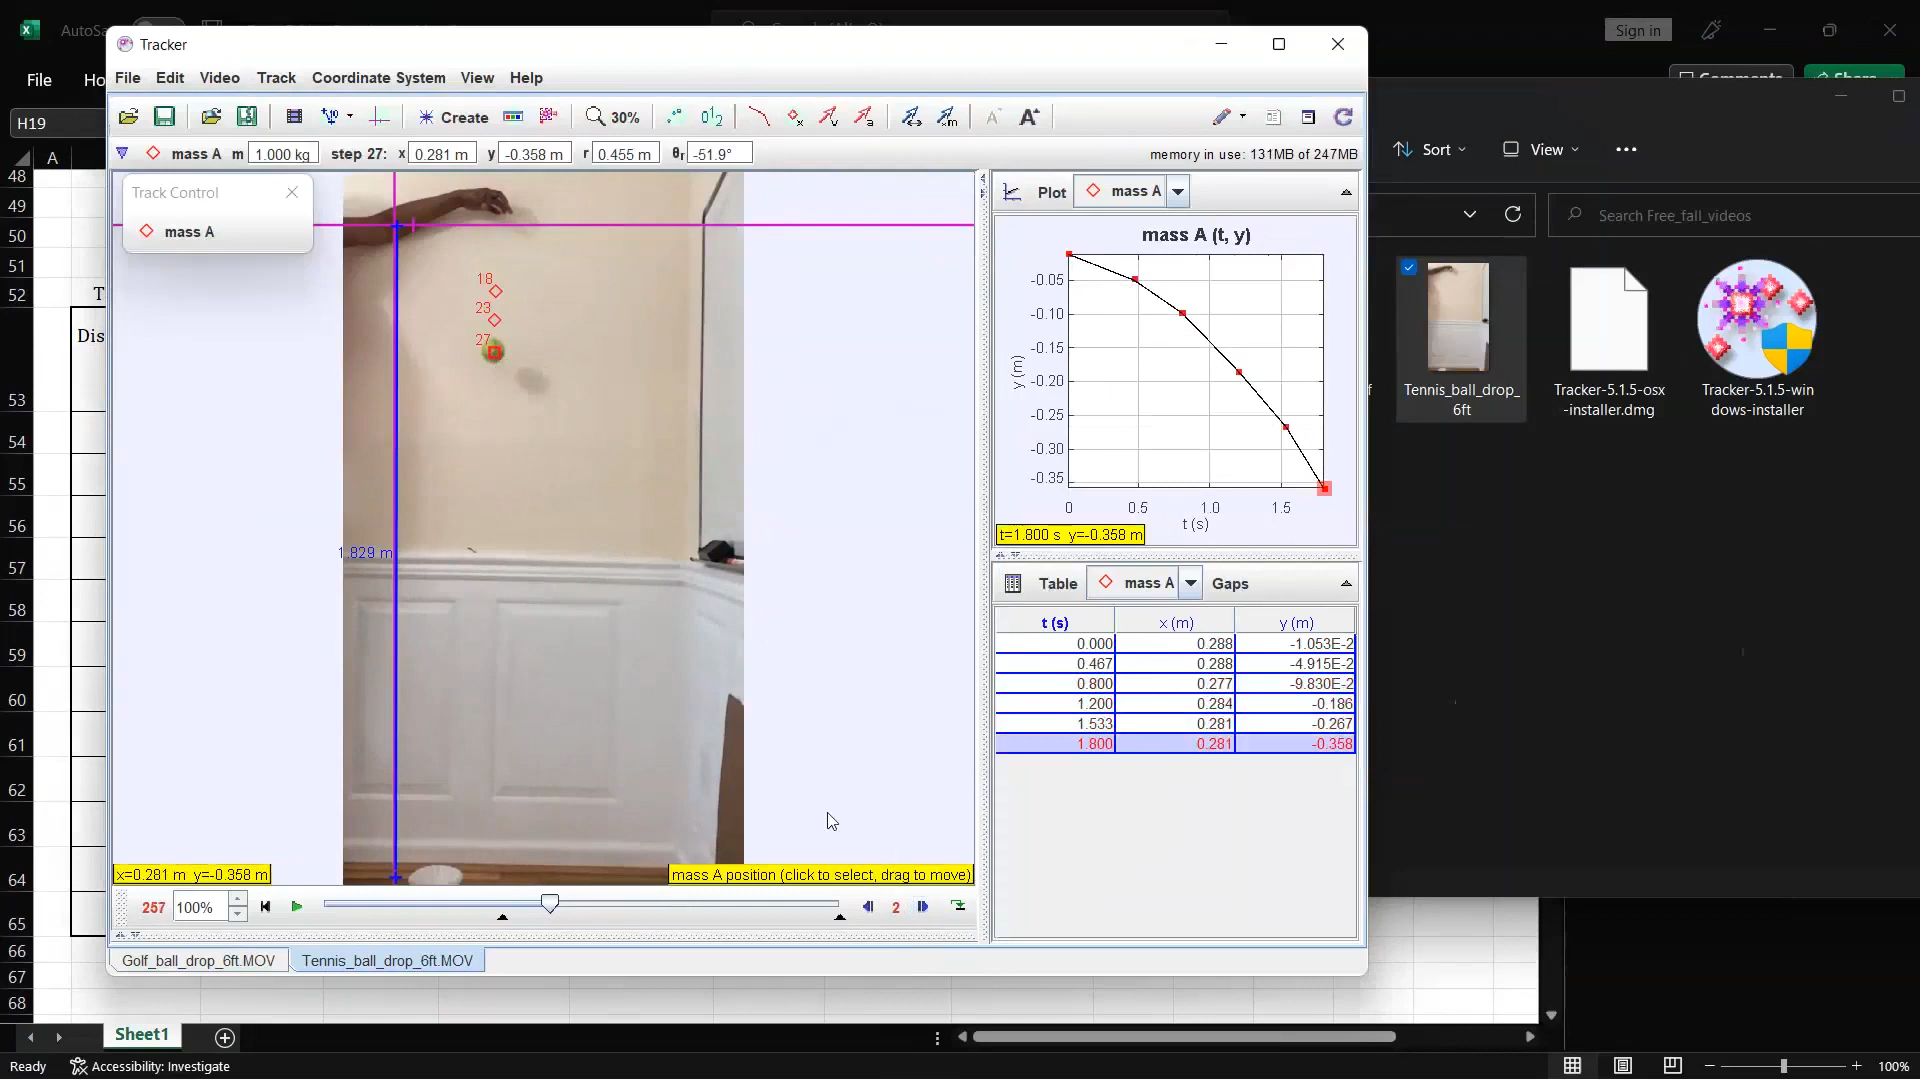 AutoSa
Sign in
File
Ho
Comments
Share
H19
A
48
49
50
51
52
T
Dis
53
54
55
56
57
58
59
60
61
62
63
64
65
66
67
68
Sheet1
Ready
Accessibility: Investigate
100%
Tracker
File Edit Video Track Coordinate System View Help
Create
30%
mass A m 1.000 kg step 27: x 0.281 m y -0.358 m r 0.455 m θr -51.9°
memory in use: 131MB of 247MB
Track Control
mass A
18
23
27
1.829 m
x=0.281 m y=-0.358 m
mass A position (click to select, drag to move)
257 100%
2
Golf_ball_drop_6ft.MOV
Tennis_ball_drop_6ft.MOV
Plot mass A
mass A (t, y)
-0.05
-0.10
-0.15
-0.20
-0.25
-0.30
-0.35
y (m)
0 0.5 1.0 1.5
t (s)
t=1.800 s y=-0.358 m
Table mass A Gaps
t (s) x (m) y (m)
0.000 0.288 -1.053E-2
0.467 0.288 -4.915E-2
0.800 0.277 -9.830E-2
1.200 0.284 -0.186
1.533 0.281 -0.267
1.800 0.281 -0.358
Sort
View
Search Free_fall_videos
f
Tennis_ball_drop_
6ft
Tracker-5.1.5-osx
-installer.dmg
Tracker-5.1.5-win
dows-installer